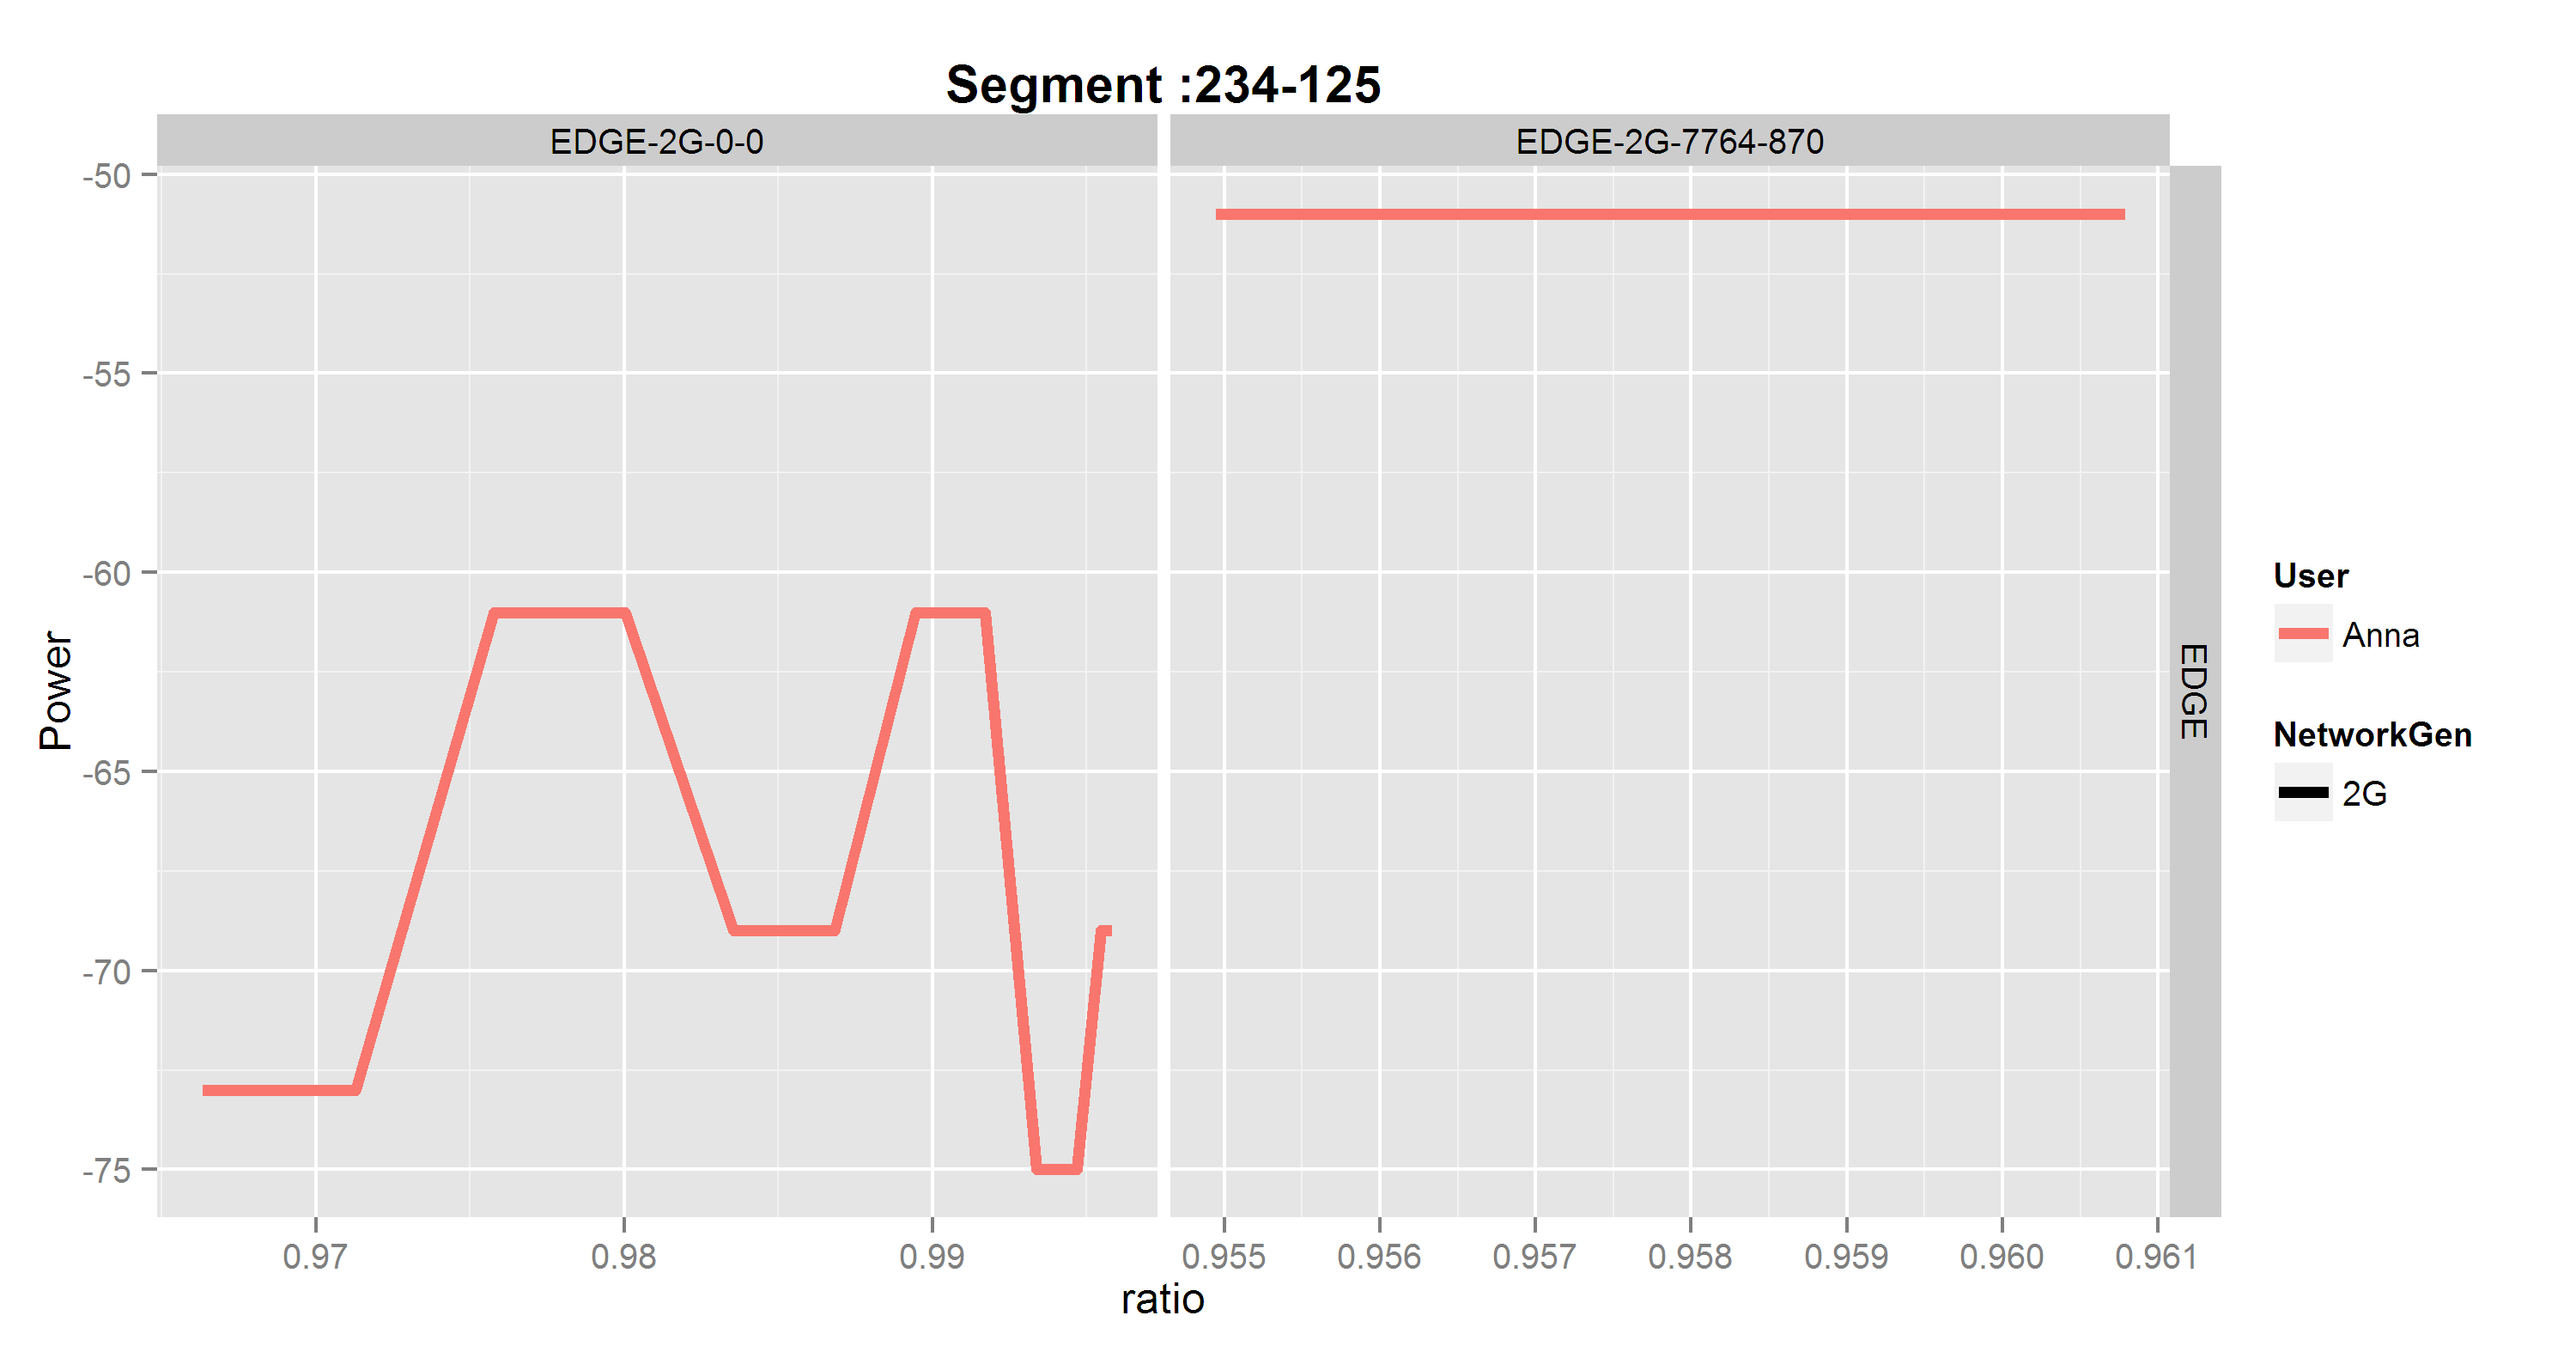 Segment :234-125
EDGE-2G-0-0
EDGE-2G-7764-870
-50
-55
-60
-65
-70
-75
Power
EDGE
0.97
0.98
0.99
0.955
0.956
0.957
0.958
0.959
0.960
0.961
ratio
User
Anna
NetworkGen
2G